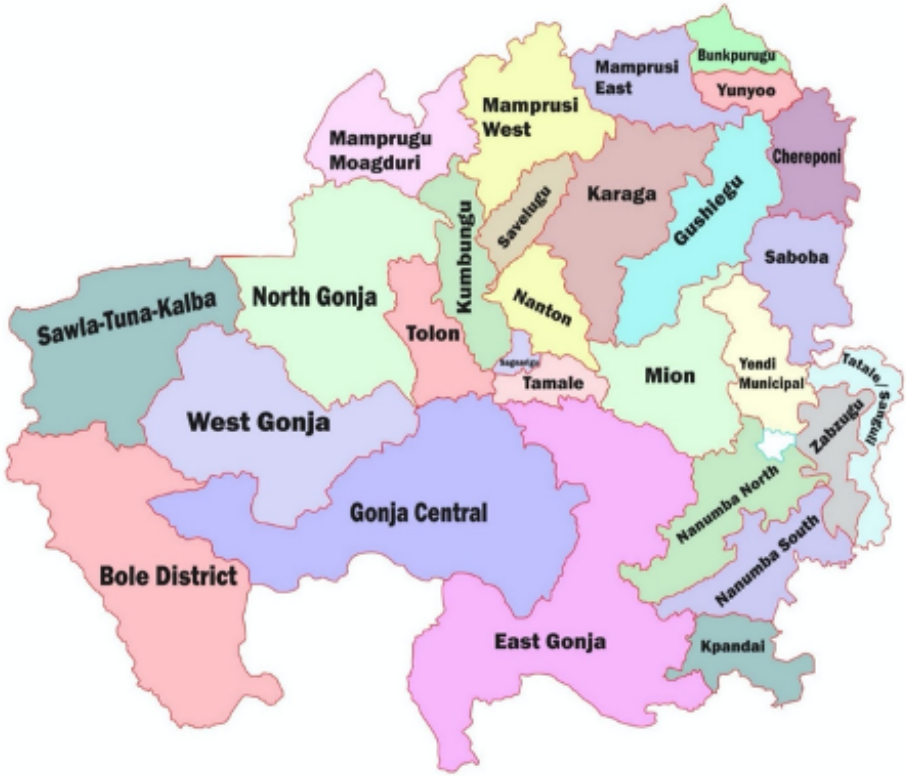 Bunkpurugu
Mamprusi
East
Yunyoo
Mamprusi
West
Mamprugu
Moagduri
Chereponi
Karaga
Gushiegu
Savelugu
Kumbungu
Saboba
North Gonja
Sawla-Tuna-Kalba
Nanton
Tolon
Sagnarigu
Tamale
Mion
Yendi
Municipal
Tatale/Sanguli
Zabzugu
West Gonja
Nanumba North
Gonja Central
Nanumba South
Bole District
East Gonja
Kpandai